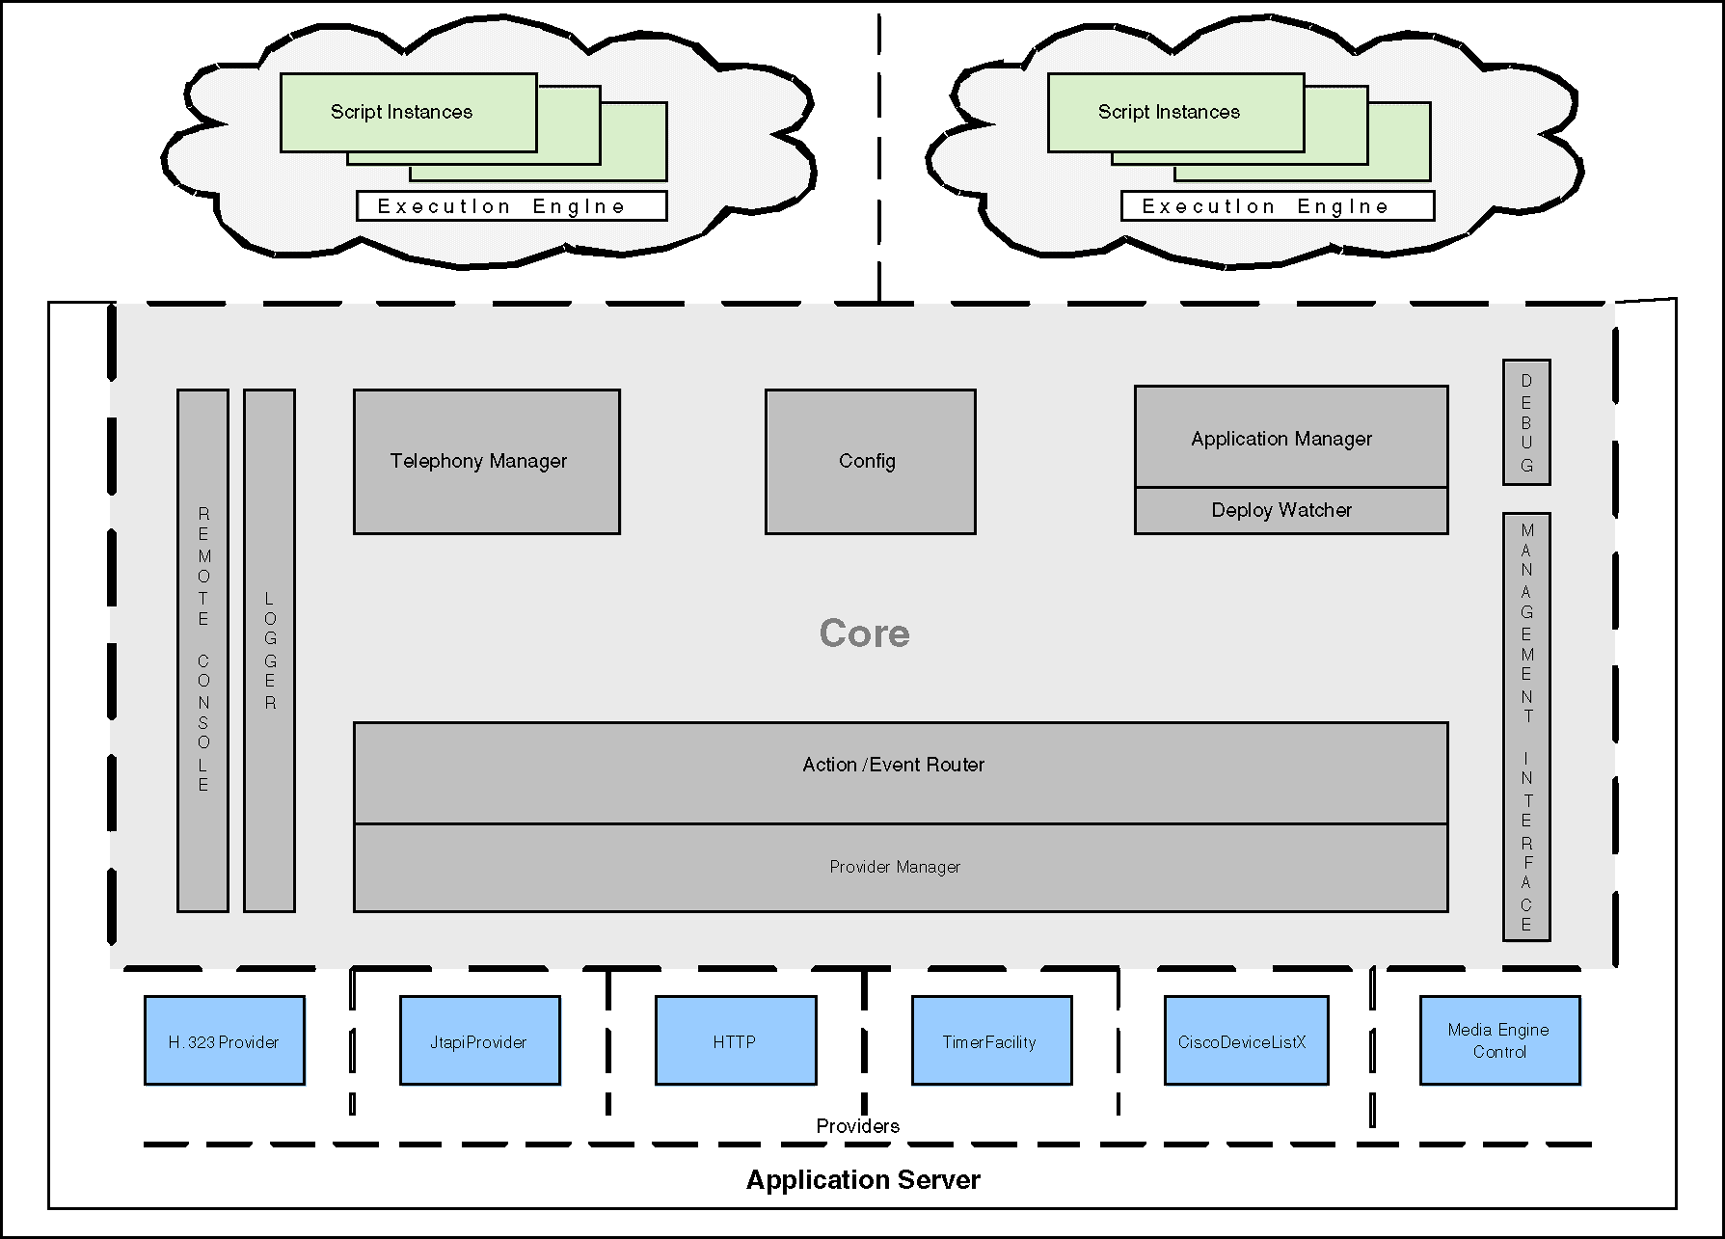 Script Instances
Execution Engine
Script Instances
Execution Engine
Telephony Manager
Config
Application Manager
Deploy Watcher
DEBUG
REMOTE CONSOLE
LOGGER
MANAGEMENT INTERFACE
Core
Action /Event Router
Provider Manager
H.323 Provider
JtapiProvider
HTTP
TimerFacility
CiscoDeviceListX
Media Engine
Control
Providers
Application Server